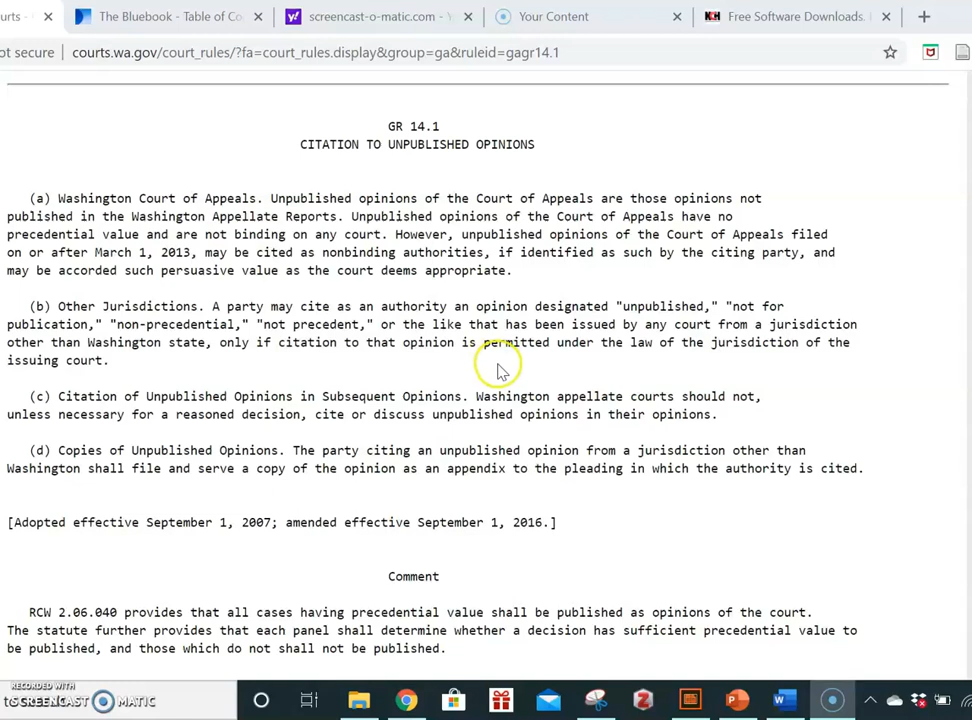 urts -
The Bluebook - Table of Co
screencast-o-matic.com -
Your Content
Free Software Downloads.
ot secure
courts.wa.gov/court_rules/?fa=court_rules.display&group=ga&ruleid=gagr14.1
GR 14.1
CITATION TO UNPUBLISHED OPINIONS
(a) Washington Court of Appeals. Unpublished opinions of the Court of Appeals are those opinions not
published in the Washington Appellate Reports. Unpublished opinions of the Court of Appeals have no
precedential value and are not binding on any court. However, unpublished opinions of the Court of Appeals filed
on or after March 1, 2013, may be cited as nonbinding authorities, if identified as such by the citing party, and
may be accorded such persuasive value as the court deems appropriate.
(b) Other Jurisdictions. A party may cite as an authority an opinion designated "unpublished," "not for
publication," "non-precedential," "not precedent," or the like that has been issued by any court from a jurisdiction
other than Washington state, only if citation to that opinion is permitted under the law of the jurisdiction of the
issuing court.
(c) Citation of Unpublished Opinions in Subsequent Opinions. Washington appellate courts should not,
unless necessary for a reasoned decision, cite or discuss unpublished opinions in their opinions.
(d) Copies of Unpublished Opinions. The party citing an unpublished opinion from a jurisdiction other than
Washington shall file and serve a copy of the opinion as an appendix to the pleading in which the authority is cited.
[Adopted effective September 1, 2007; amended effective September 1, 2016.]
Comment
RCW 2.06.040 provides that all cases having precedential value shall be published as opinions of the court.
The statute further provides that each panel shall determine whether a decision has sufficient precedential value to
be published, and those which do not shall not be published.
RECORDED WITH
SCREENCAST MATIC